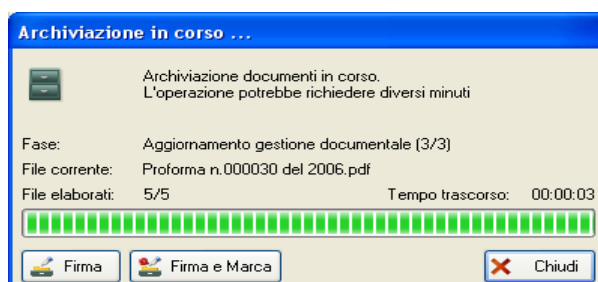 Archiviazione in corso ...
Archiviazione documenti in corso.
L'operazione potrebbe richiedere diversi minuti
Fase: Aggiornamento gestione documentale (3/3)
File corrente: Proforma n.000030 del 2006.pdf
File elaborati: 5/5 Tempo trascorso: 00:00:03
Firma Firma e Marca Chiudi